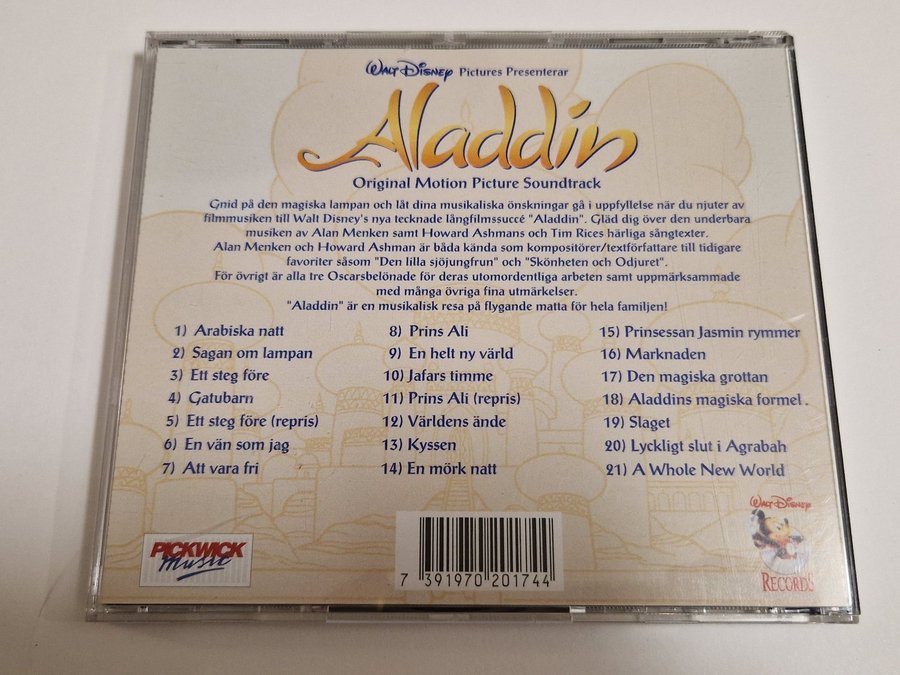 Walt Disney Pictures Presenterar
Aladdin
Original Motion Picture Soundtrack
Gnid på den magiska lampan och låt dina musikaliska önskningar gå i uppfyllelse när du njuter av
filmmusiken till Walt Disney's nya tecknade långfilmssuccé "Aladdin". Gläd dig över den underbara
musiken av Alan Menken samt Howard Ashmans och Tim Rices härliga sångtexter.
Alan Menken och Howard Ashman är båda kända som kompositörer/textförfattare till tidigare
favoriter såsom "Den lilla sjöjungfrun" och "Skönheten och Odjuret".
För övrigt är alla tre Oscarsbelönade för deras utomordentliga arbeten samt uppmärksammade
med många övriga fina utmärkelser.
"Aladdin" är en musikalisk resa på flygande matta för hela familjen!
1) Arabiska natt
2) Sagan om lampan
3) Ett steg före
4) Gatubarn
5) Ett steg före (repris)
6) En vän som jag
7) Att vara fri
8) Prins Ali
9) En helt ny värld
10) Jafars timme
11) Prins Ali (repris)
12) Världens ände
13) Kyssen
14) En mörk natt
15) Prinsessan Jasmin rymmer
16) Marknaden
17) Den magiska grottan
18) Aladdins magiska formel.
19) Slaget
20) Lyckligt slut i Agrabah
21) A Whole New World
PICKWICK
music
7 391970 201744
Walt Disney
RECORDS